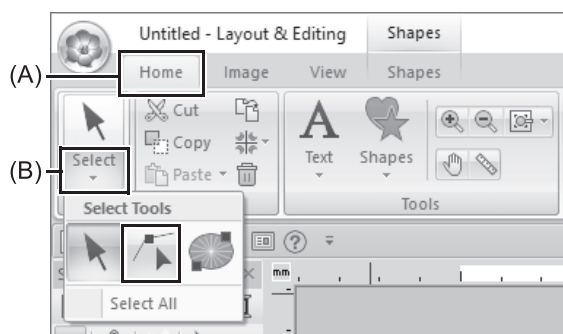 Untitled - Layout & Editing Shapes
(A) Home Image View Shapes
Cut
(B) Select Copy Text Shapes
Paste
Tools
Select Tools
mm
Select All